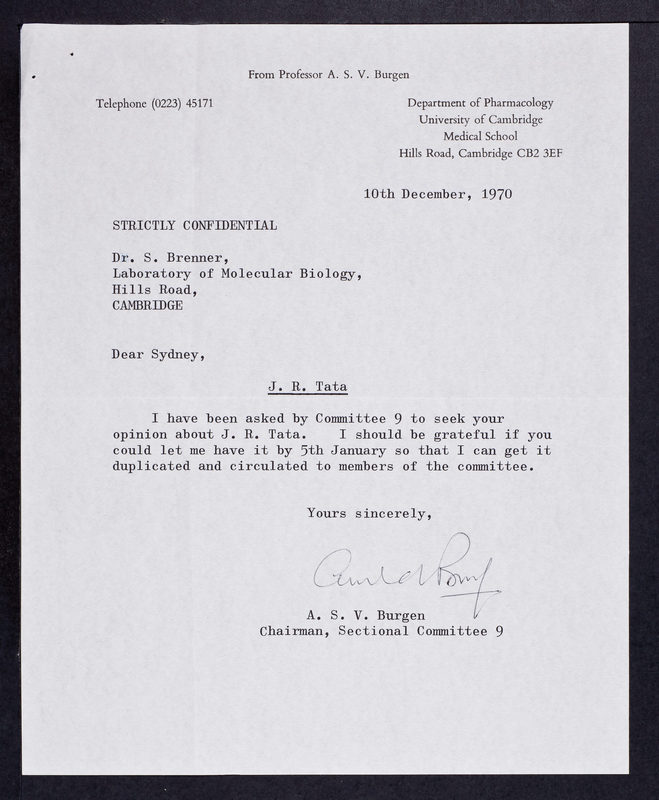 From Professor A. S. V. Burgen
Telephone (0223) 45171
Department of Pharmacology
University of Cambridge
Medical School
Hills Road, Cambridge CB2 3EF
10th December, 1970
STRICTLY CONFIDENTIAL
Dr. S. Brenner,
Laboratory of Molecular Biology,
Hills Road,
CAMBRIDGE
Dear Sydney,
J. R. Tata
I have been asked by Committee 9 to seek your
opinion about J. R. Tata. I should be grateful if you
could let me have it by 5th January so that I can get it
duplicated and circulated to members of the committee.
Yours sincerely,
A. S. V. Burgen
Chairman, Sectional Committee 9